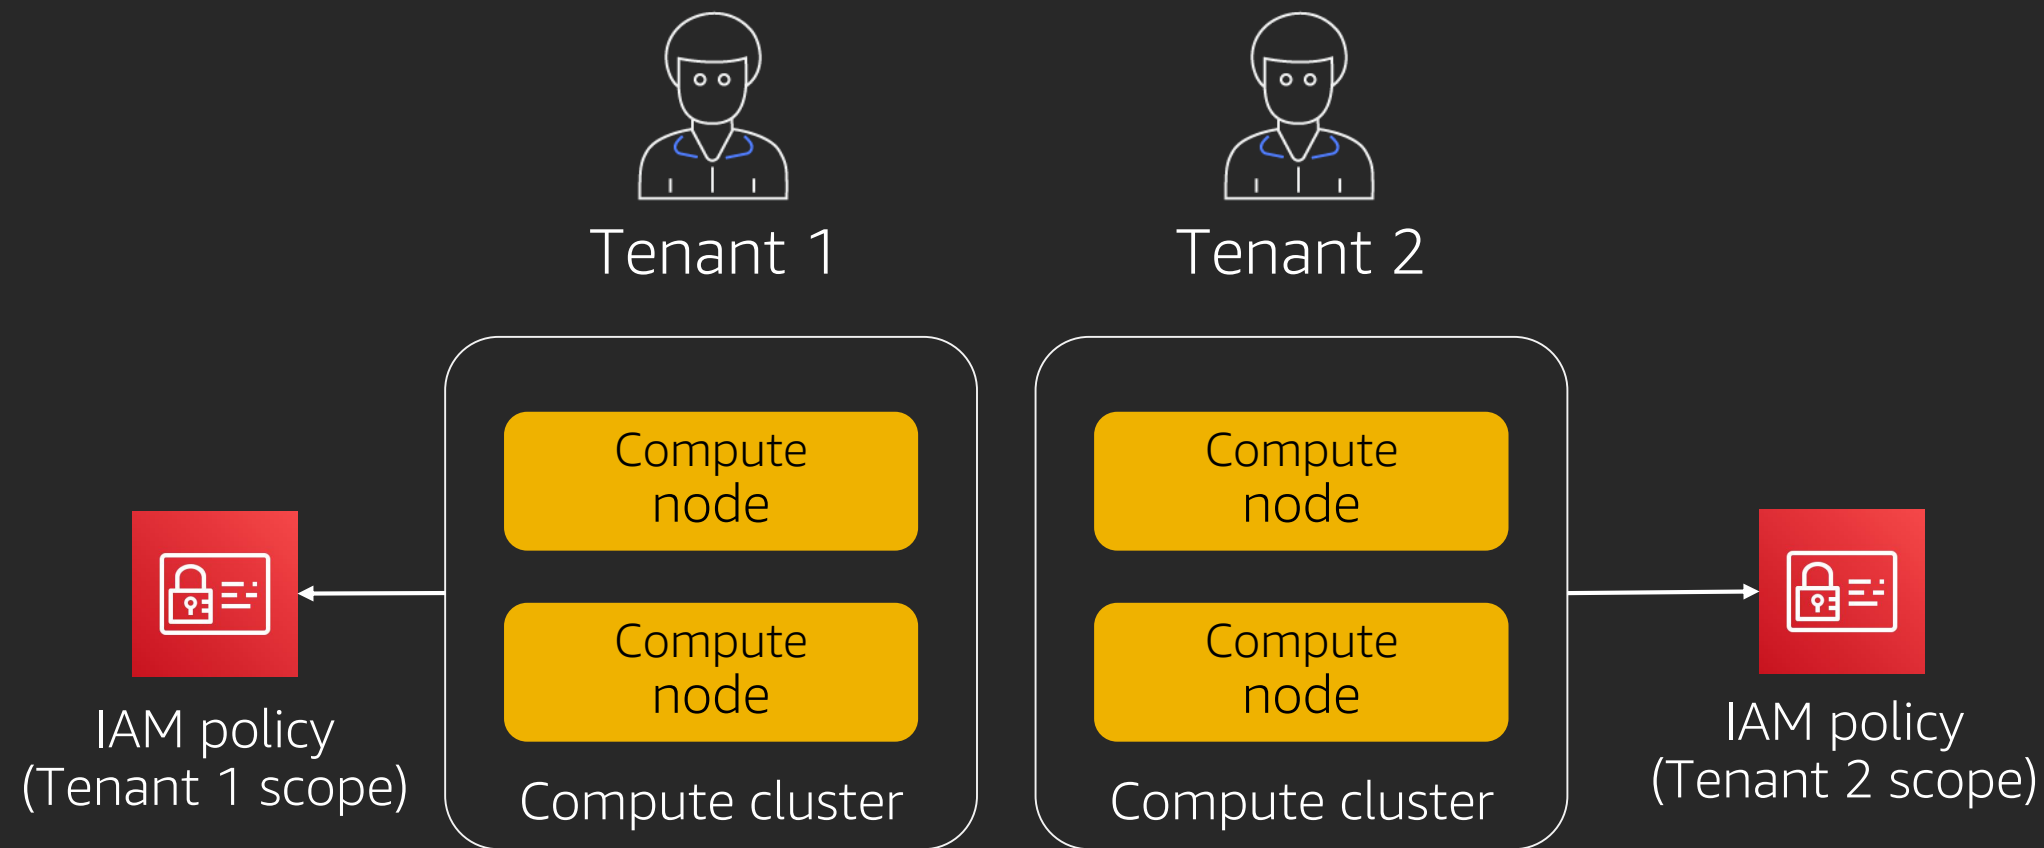 Tenant 1
Tenant 2
Compute
node
Compute
node
Compute
node
Compute
node
IAM policy
(Tenant 1 scope)
Compute cluster
Compute cluster
IAM policy
(Tenant 2 scope)